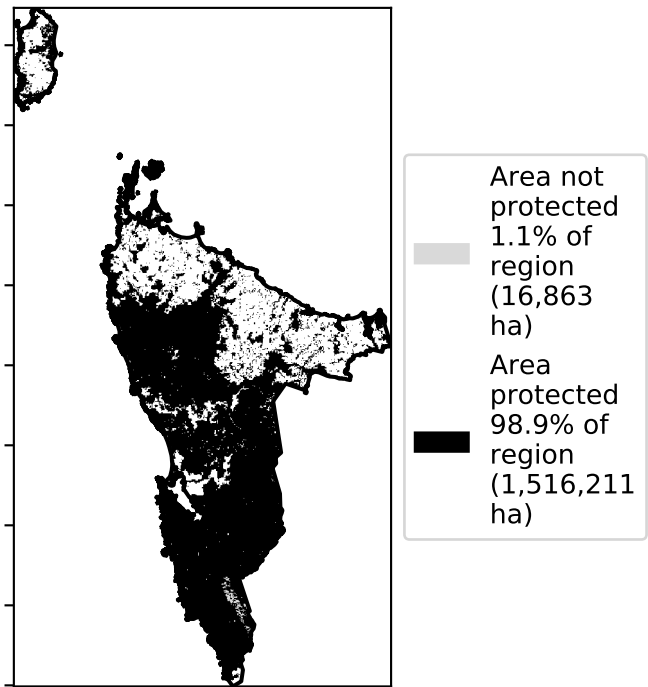 Area not
protected
1.1% of
region
(16,863
ha)
Area
protected
98.9% of
region
(1,516,211
ha)